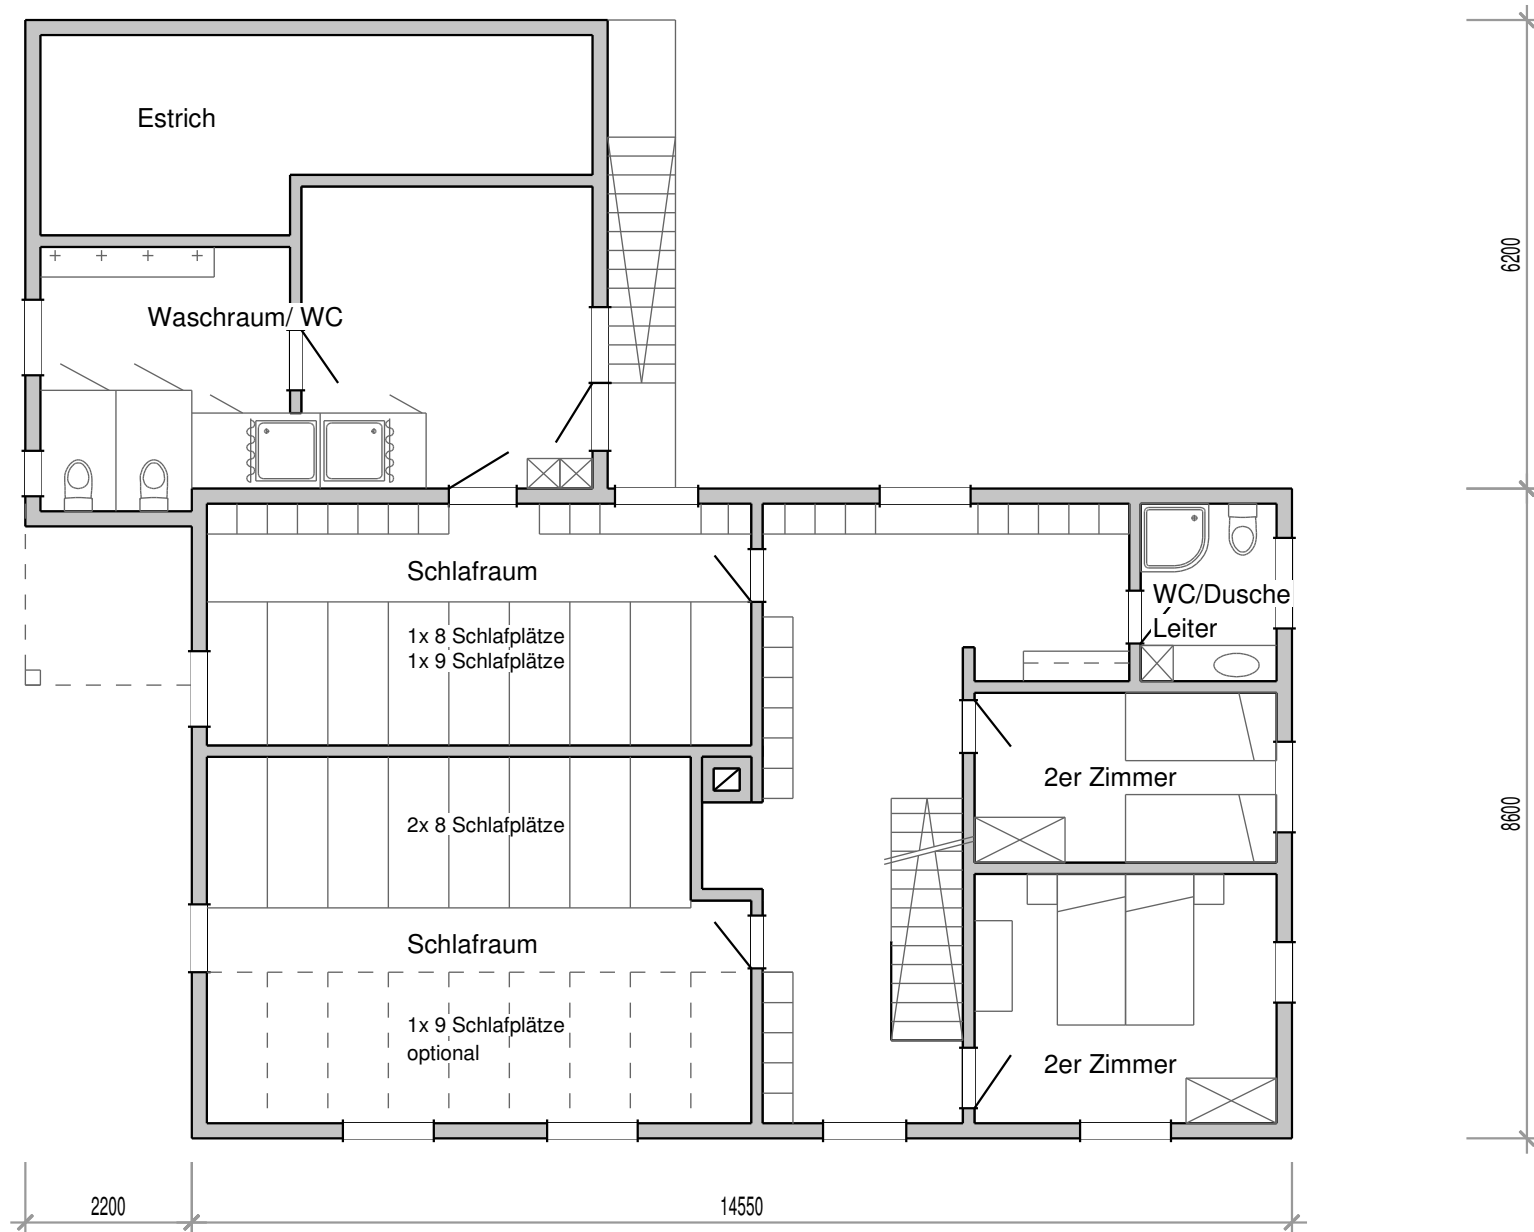 Estrich
Waschraum/ WC
6200
Schlafraum
WC/Dusche
Leiter
1x 8 Schlafplätze
1x 9 Schlafplätze
2er Zimmer
2x 8 Schlafplätze
8600
Schlafraum
1x 9 Schlafplätze
optional
2er Zimmer
2200
14550